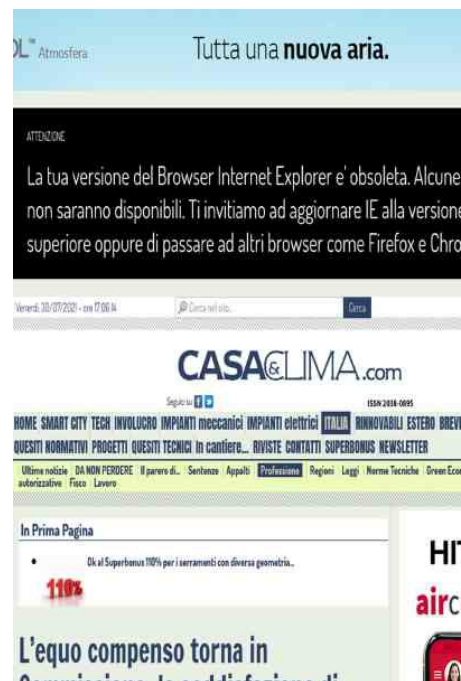 OL™ Atmosfera
Tutta una nuova aria.
ATTENZIONE
La tua versione del Browser Internet Explorer e' obsoleta. Alcune
non saranno disponibili. Ti invitiamo ad aggiornare IE alla versione
superiore oppure di passare ad altri browser come Firefox e Chro
Venerdì, 30/07/2021 - ore 17:06:14
Cerca nel sito...
Cerca
CASA&CLIMA.com
Seguici su
ISSN 2038-0895
HOME SMART CITY TECH INVOLUCRO IMPIANTI meccanici IMPIANTI elettrici ITALIA RINNOVABILI ESTERO BREVI
QUESITI NORMATIVI PROGETTI QUESITI TECNICI In cantiere... RIVISTE CONTATTI SUPERBONUS NEWSLETTER
Ultime notizie DA NON PERDERE Il parere di... Sentenze Appalti Professione Regioni Leggi Norme Tecniche Green Eco
autorizzative Fisco Lavoro
In Prima Pagina
Ok al Superbonus 110% per i serramenti con diversa geometria...
110%
HI
airc
L'equo compenso torna in
Commissione, la soddisfazione di